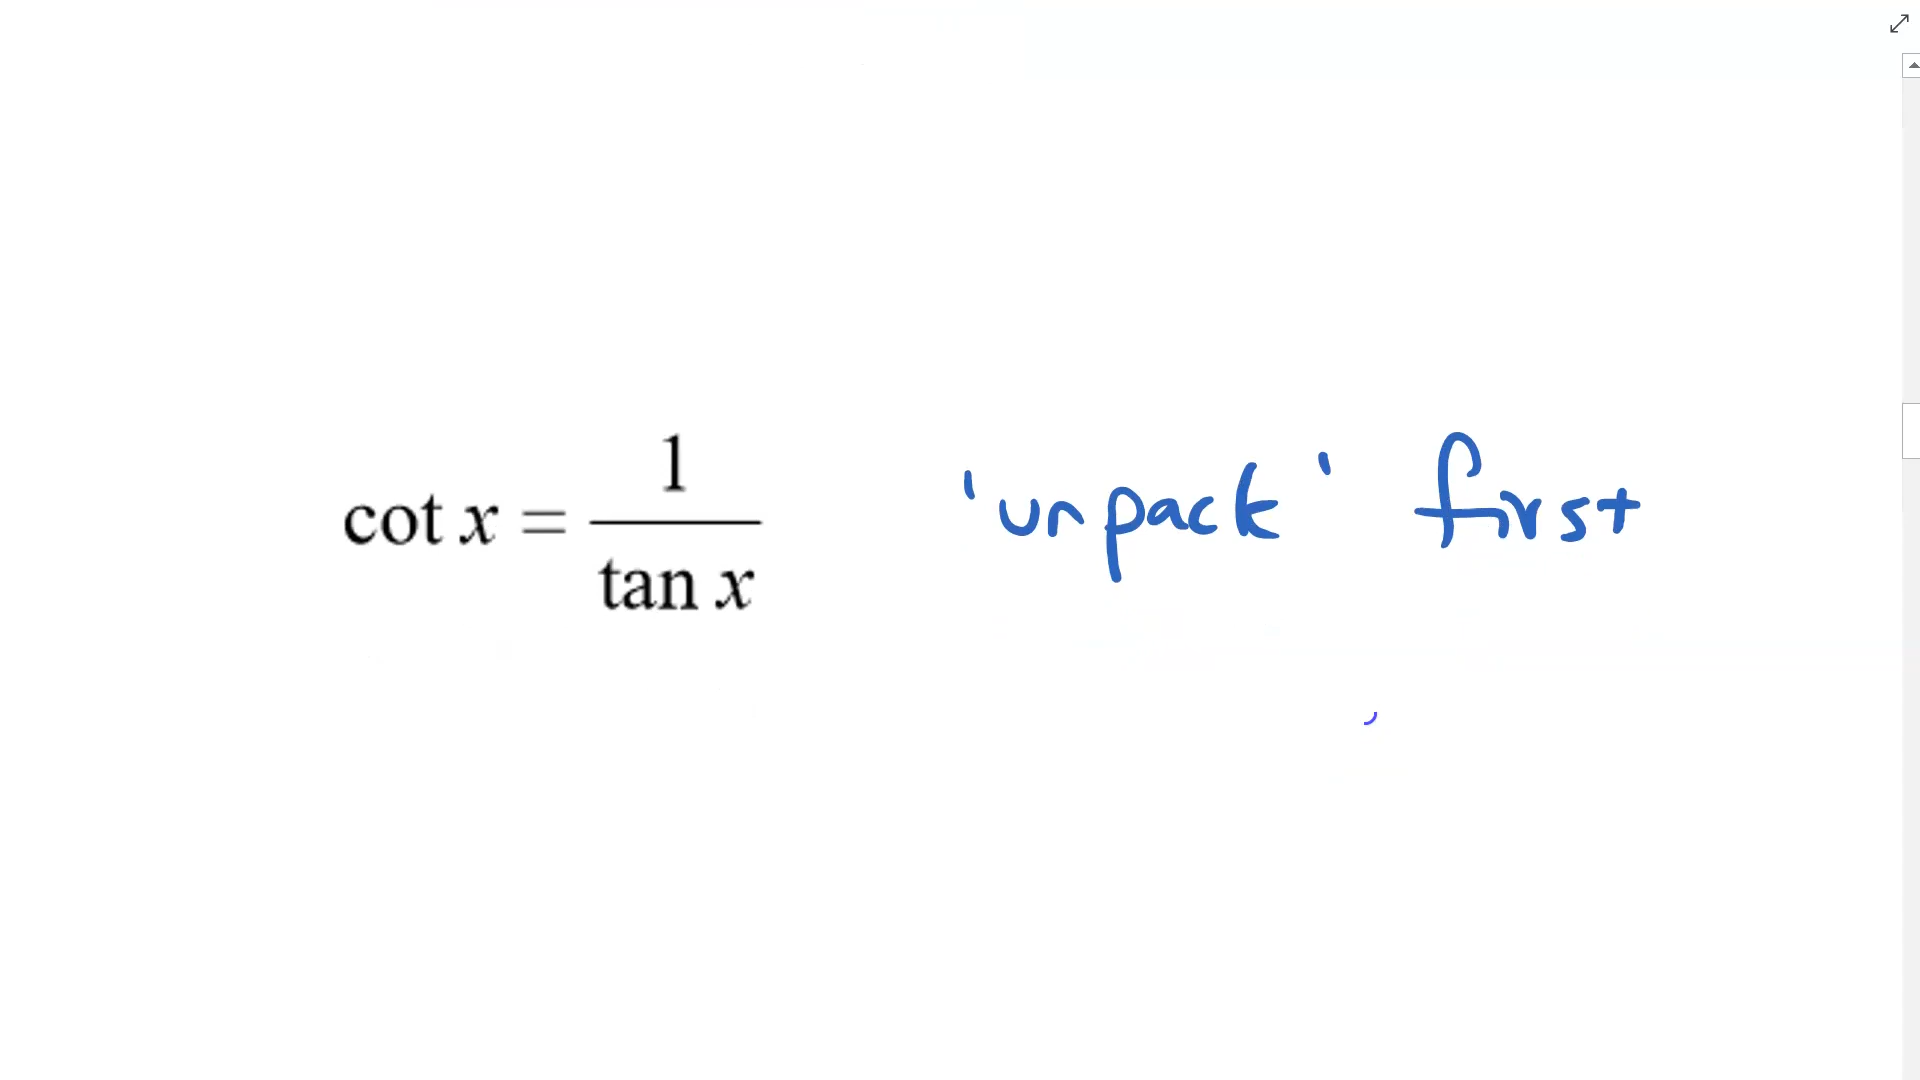 cot x = 1/tan x
'unpack' first